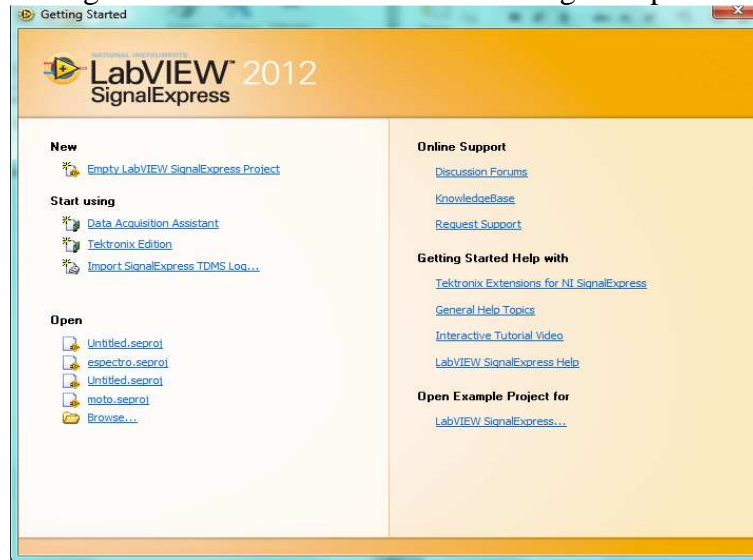 Getting Started
NATIONAL INSTRUMENTS
LabVIEW™ 2012
SignalExpress
New
Empty LabVIEW SignalExpress Project
Start using
Data Acquisition Assistant
Tektronix Edition
Import SignalExpress TDMS Log...
Open
Untitled.seproj
espectro.seproj
Untitled.seproj
moto.seproj
Browse...
Online Support
Discussion Forums
KnowledgeBase
Request Support
Getting Started Help with
Tektronix Extensions for NI SignalExpress
General Help Topics
Interactive Tutorial Video
LabVIEW SignalExpress Help
Open Example Project for
LabVIEW SignalExpress...